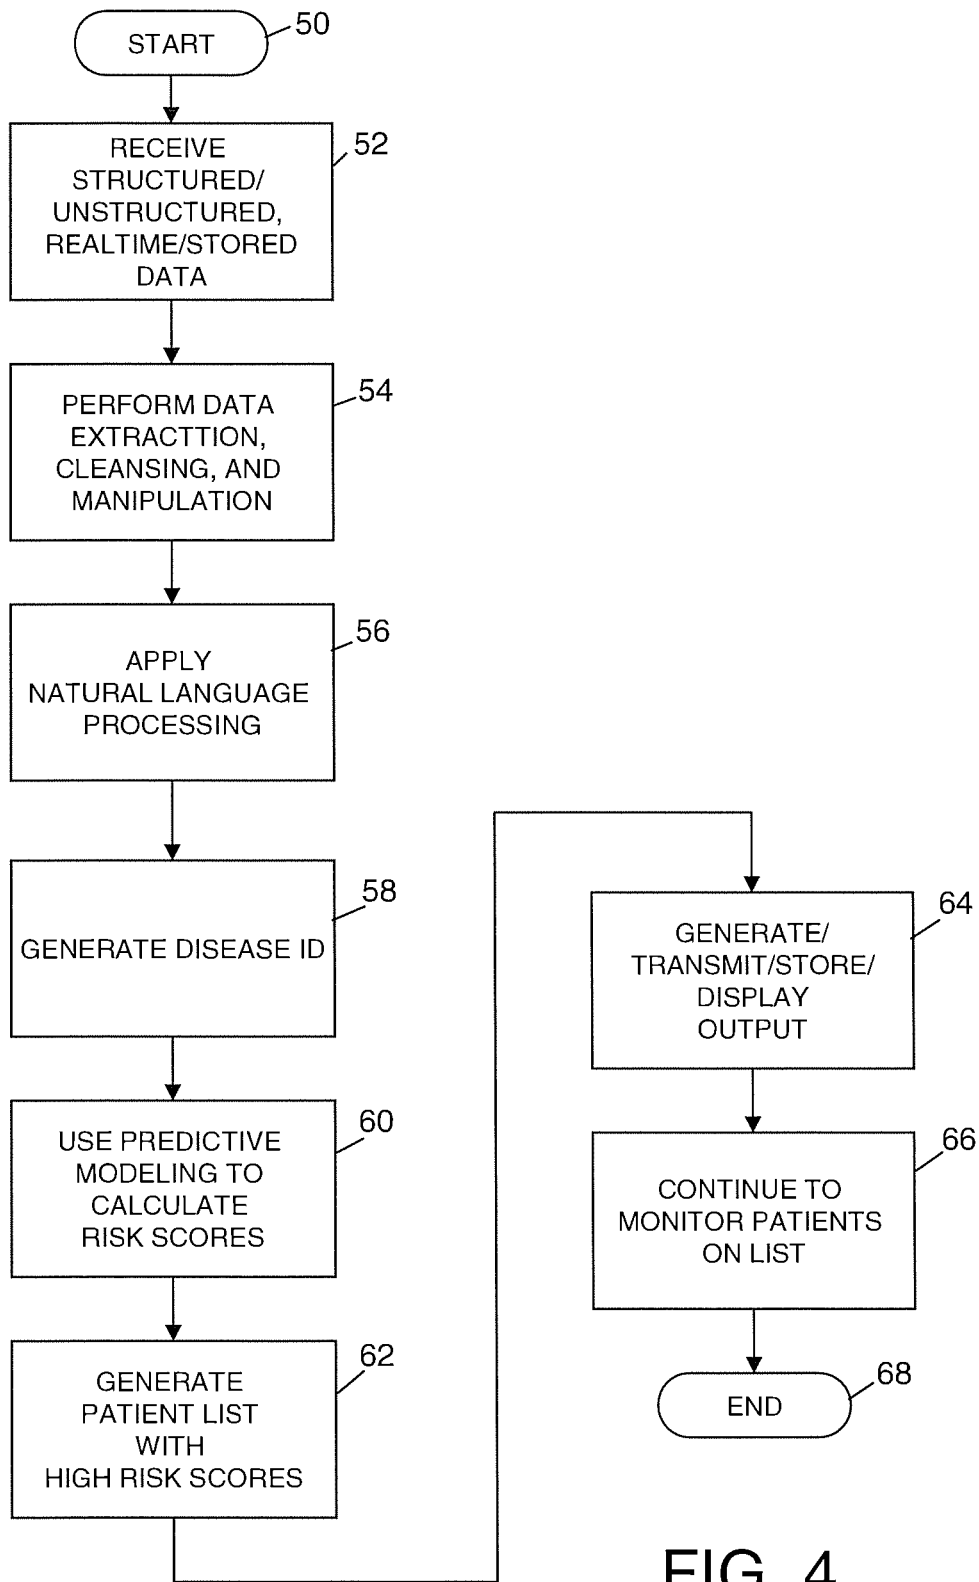 START
50
RECEIVE
STRUCTURED/
UNSTRUCTURED,
REALTIME/STORED
DATA
52
PERFORM DATA
EXTRACTTION,
CLEANSING, AND
MANIPULATION
54
APPLY
NATURAL LANGUAGE
PROCESSING
56
GENERATE DISEASE ID
58
USE PREDICTIVE
MODELING TO
CALCULATE
RISK SCORES
60
GENERATE
PATIENT LIST
WITH
HIGH RISK SCORES
62
GENERATE/
TRANSMIT/STORE/
DISPLAY
OUTPUT
64
CONTINUE TO
MONITOR PATIENTS
ON LIST
66
END
68
FIG. 4